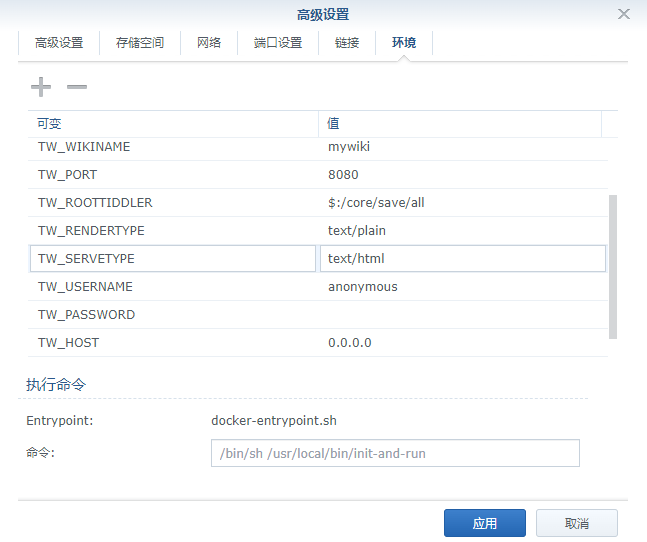 高级设置
高级设置 存储空间 网络 端口设置 链接 环境
可变 值
TW_WIKINAME mywiki
TW_PORT 8080
TW_ROOTTIDDLER $:/core/save/all
TW_RENDERTYPE text/plain
TW_SERVETYPE text/html
TW_USERNAME anonymous
TW_PASSWORD
TW_HOST 0.0.0.0
执行命令
Entrypoint: docker-entrypoint.sh
命令: /bin/sh /usr/local/bin/init-and-run
应用 取消